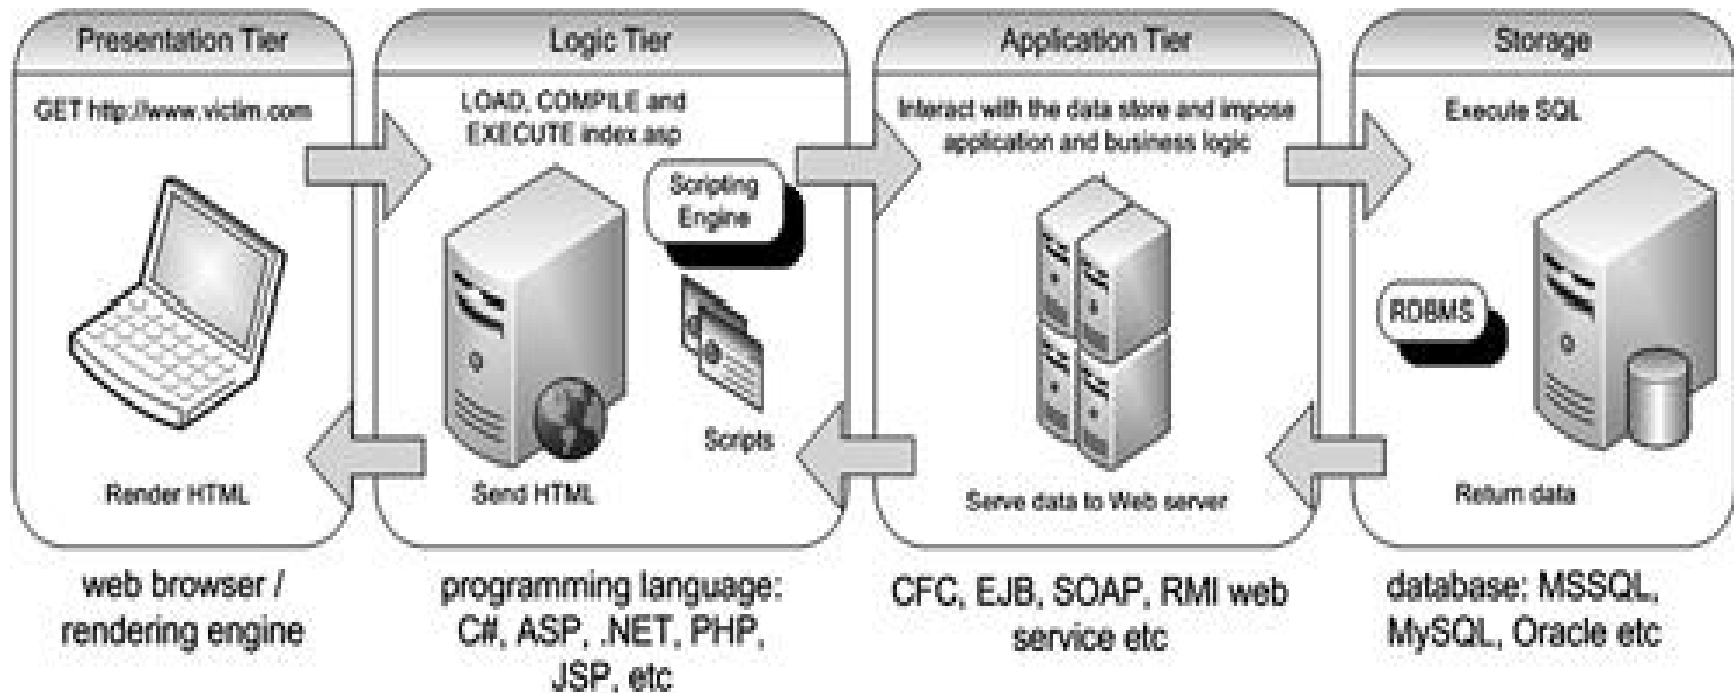 Presentation Tier
GET http://www.victim.com
Render HTML
web browser /
rendering engine
Logic Tier
LOAD, COMPILE and
EXECUTE index.asp
Scripting
Engine
Scripts
Send HTML
programming language:
C#, ASP, .NET, PHP,
JSP, etc
Application Tier
Interact with the data store and impose
application and business logic
Serve data to Web server
CFC, EJB, SOAP, RMI web
service etc
Storage
Execute SQL
RDBMS
Return data
database: MSSQL,
MySQL, Oracle etc